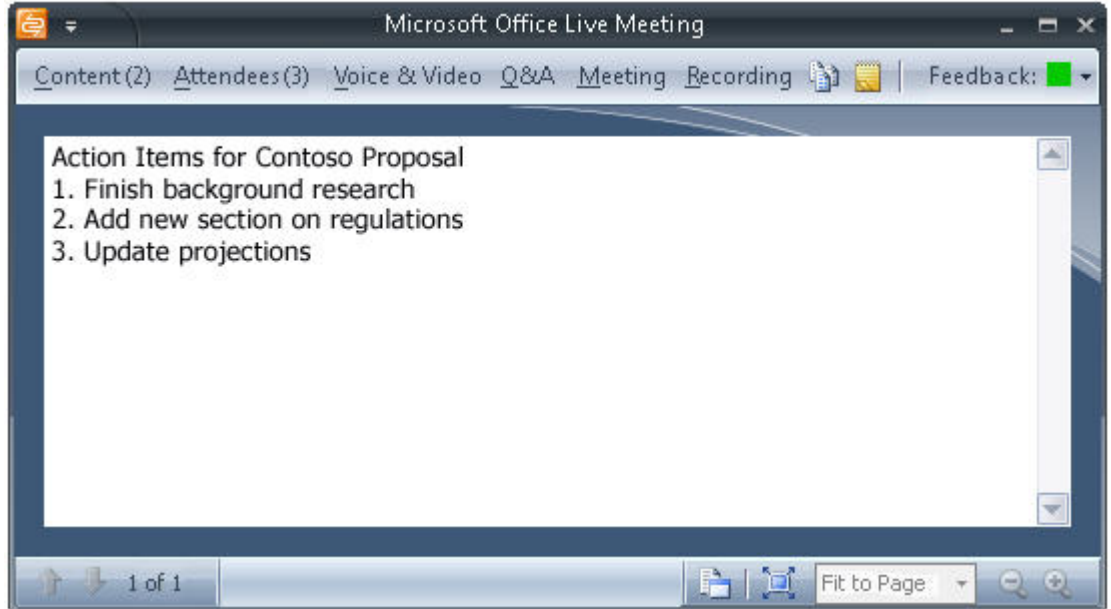 Microsoft Office Live Meeting
Content (2) Attendees (3) Voice & Video Q&A Meeting Recording Feedback:
Action Items for Contoso Proposal
1. Finish background research
2. Add new section on regulations
3. Update projections
1 of 1 Fit to Page